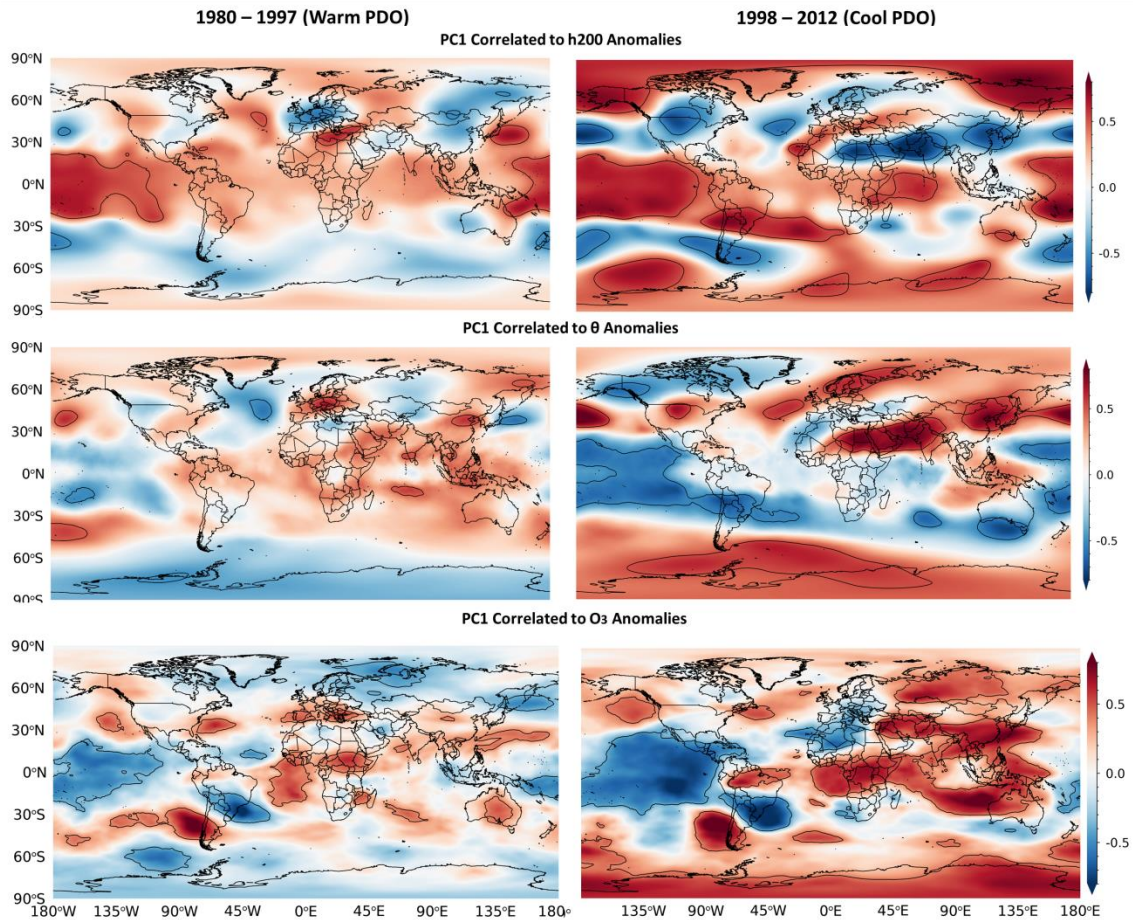 1980 – 1997 (Warm PDO)
1998 – 2012 (Cool PDO)
PC1 Correlated to h200 Anomalies
90°N
60°N
30°N
0°N
30°S
60°S
90°S
0.5
0.0
-0.5
PC1 Correlated to θ Anomalies
90°N
60°N
30°N
0°N
30°S
60°S
90°S
0.5
0.0
-0.5
PC1 Correlated to O3 Anomalies
90°N
60°N
30°N
0°N
30°S
60°S
90°S
0.5
0.0
-0.5
180°W 135°W 90°W 45°W 0°E 45°E 90°E 135°E 180°
135°W 90°W 45°W 0°E 45°E 90°E 135°E 180°E